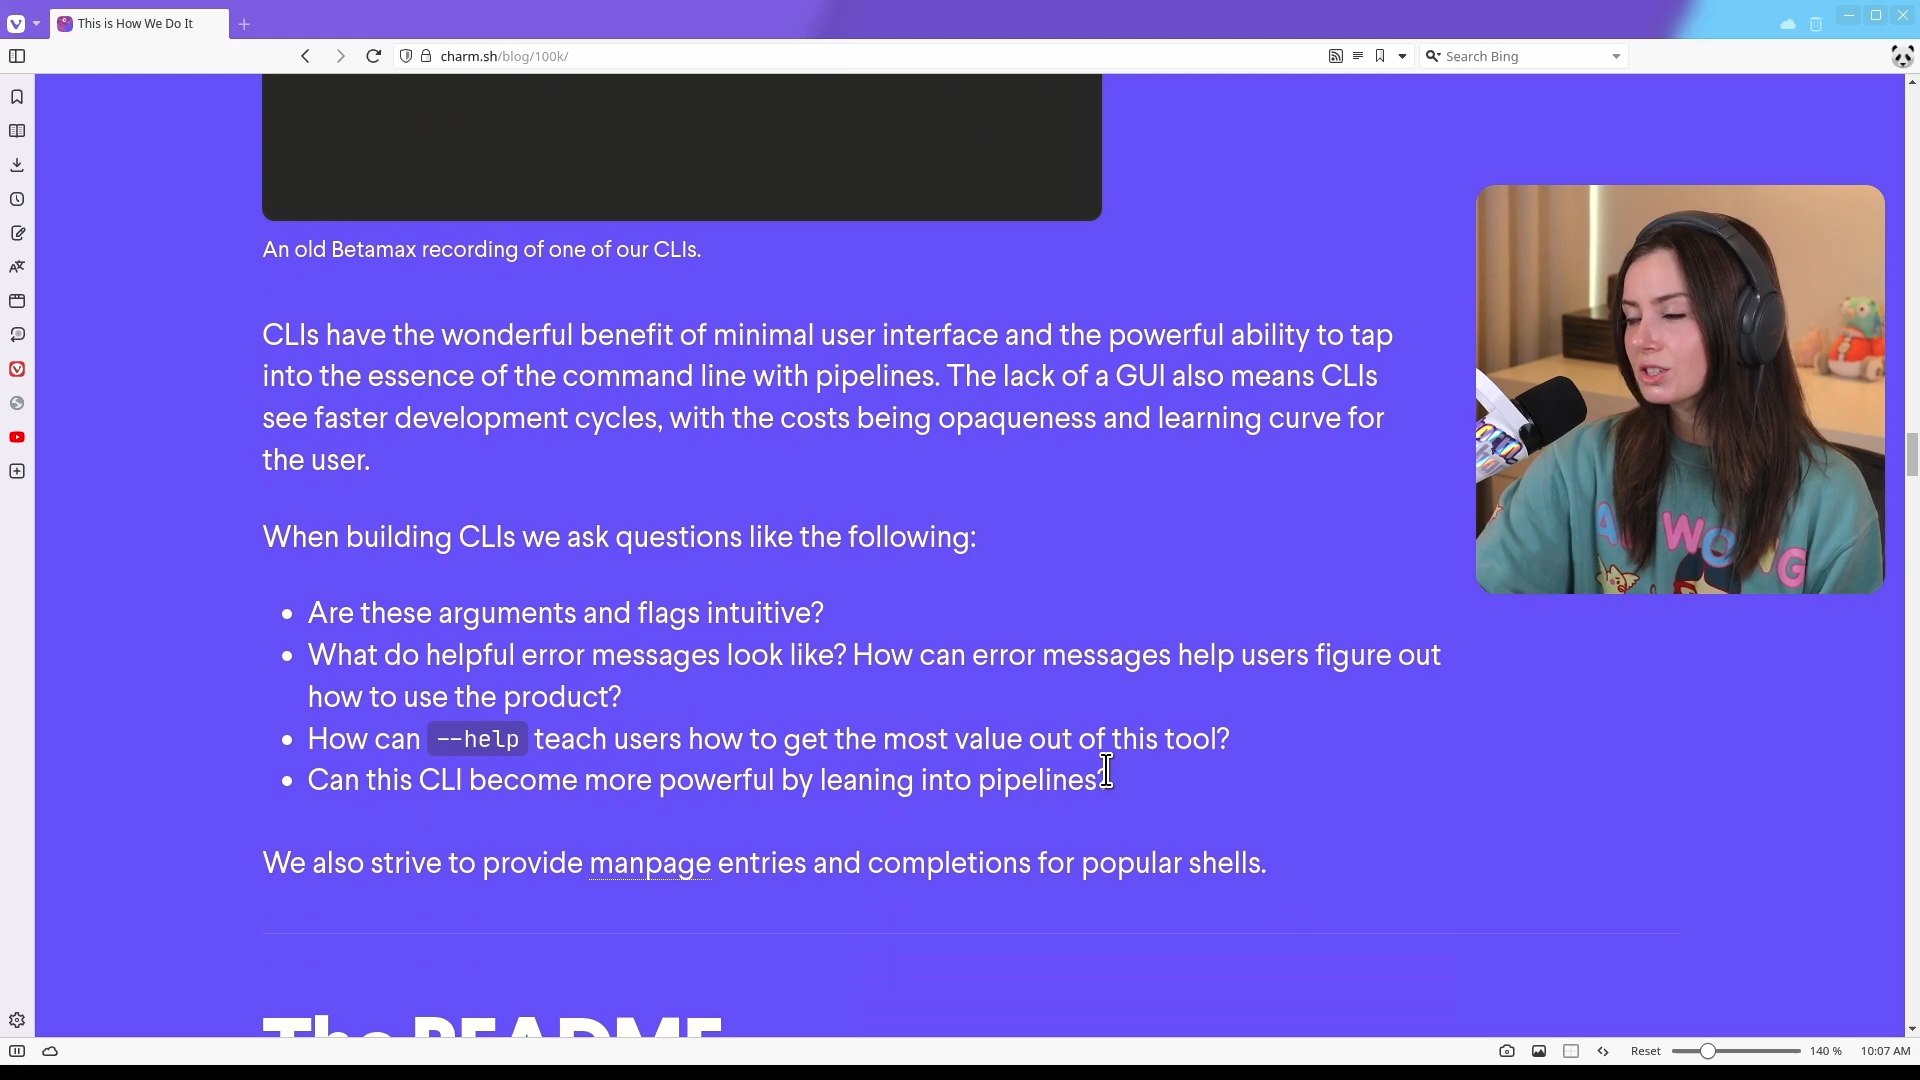 This is How We Do It
charm.sh/blog/100k/
Search Bing
An old Betamax recording of one of our CLIs.
CLIs have the wonderful benefit of minimal user interface and the powerful ability to tap
into the essence of the command line with pipelines. The lack of a GUI also means CLIs
see faster development cycles, with the costs being opaqueness and learning curve for
the user.
When building CLIs we ask questions like the following:
Are these arguments and flags intuitive?
What do helpful error messages look like? How can error messages help users figure out
how to use the product?
How can --help teach users how to get the most value out of this tool?
Can this CLI become more powerful by leaning into pipelines?
We also strive to provide manpage entries and completions for popular shells.
The README
Reset 140 % 10:07 AM